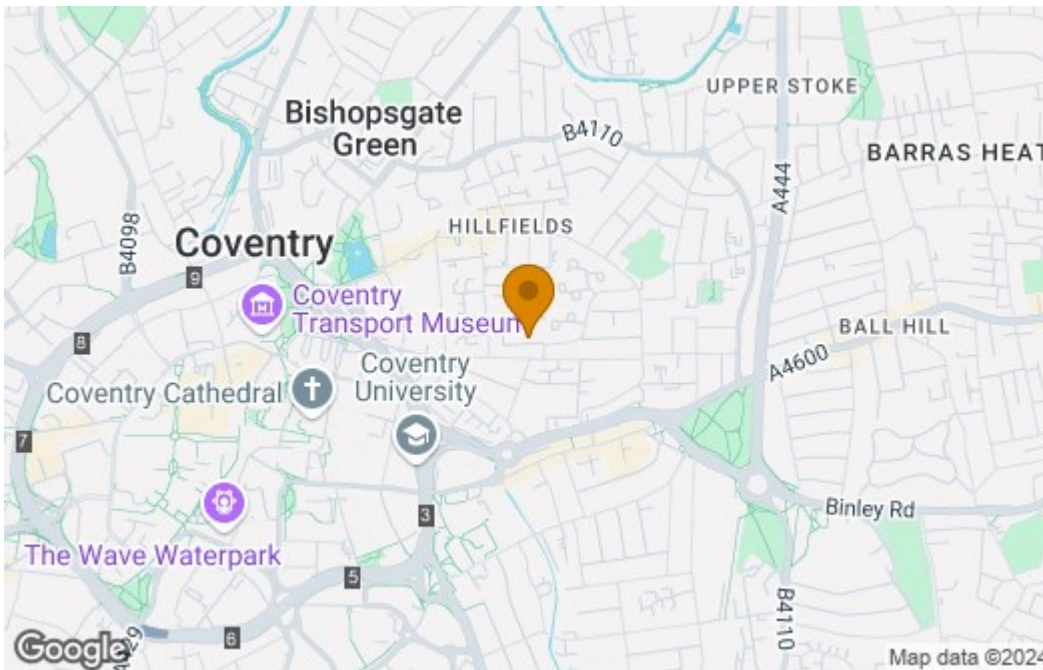 UPPER STOKE
Bishopsgate
Green
B4110
BARRAS HEAT
A444
B4098
HILLFIELDS
Coventry
9
Coventry
Transport Museum
BALL HILL
8
A4600
Coventry
University
Coventry Cathedral
7
3
Binley Rd
The Wave Waterpark
5
B4110
6
Google
Map data ©2024